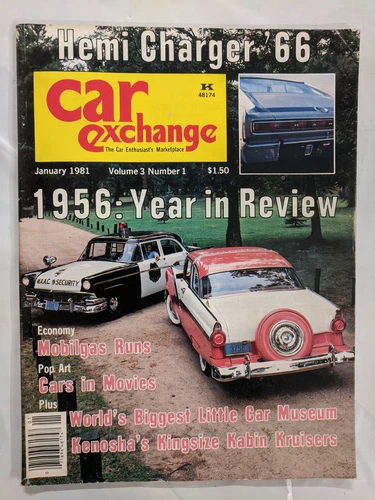 Hemi Charger '66
K
48174
car
exchange
The Car Enthusiast's Marketplace
January 1981 Volume 3 Number 1 $1.50
1956: Year in Review
N.A.A.C. SECURITY
Economy
Mobilgas Runs
Pop Art
Cars in Movies
Plus
World's Biggest Little Car Museum
Kenosha's Kingsize Kabin Kruisers